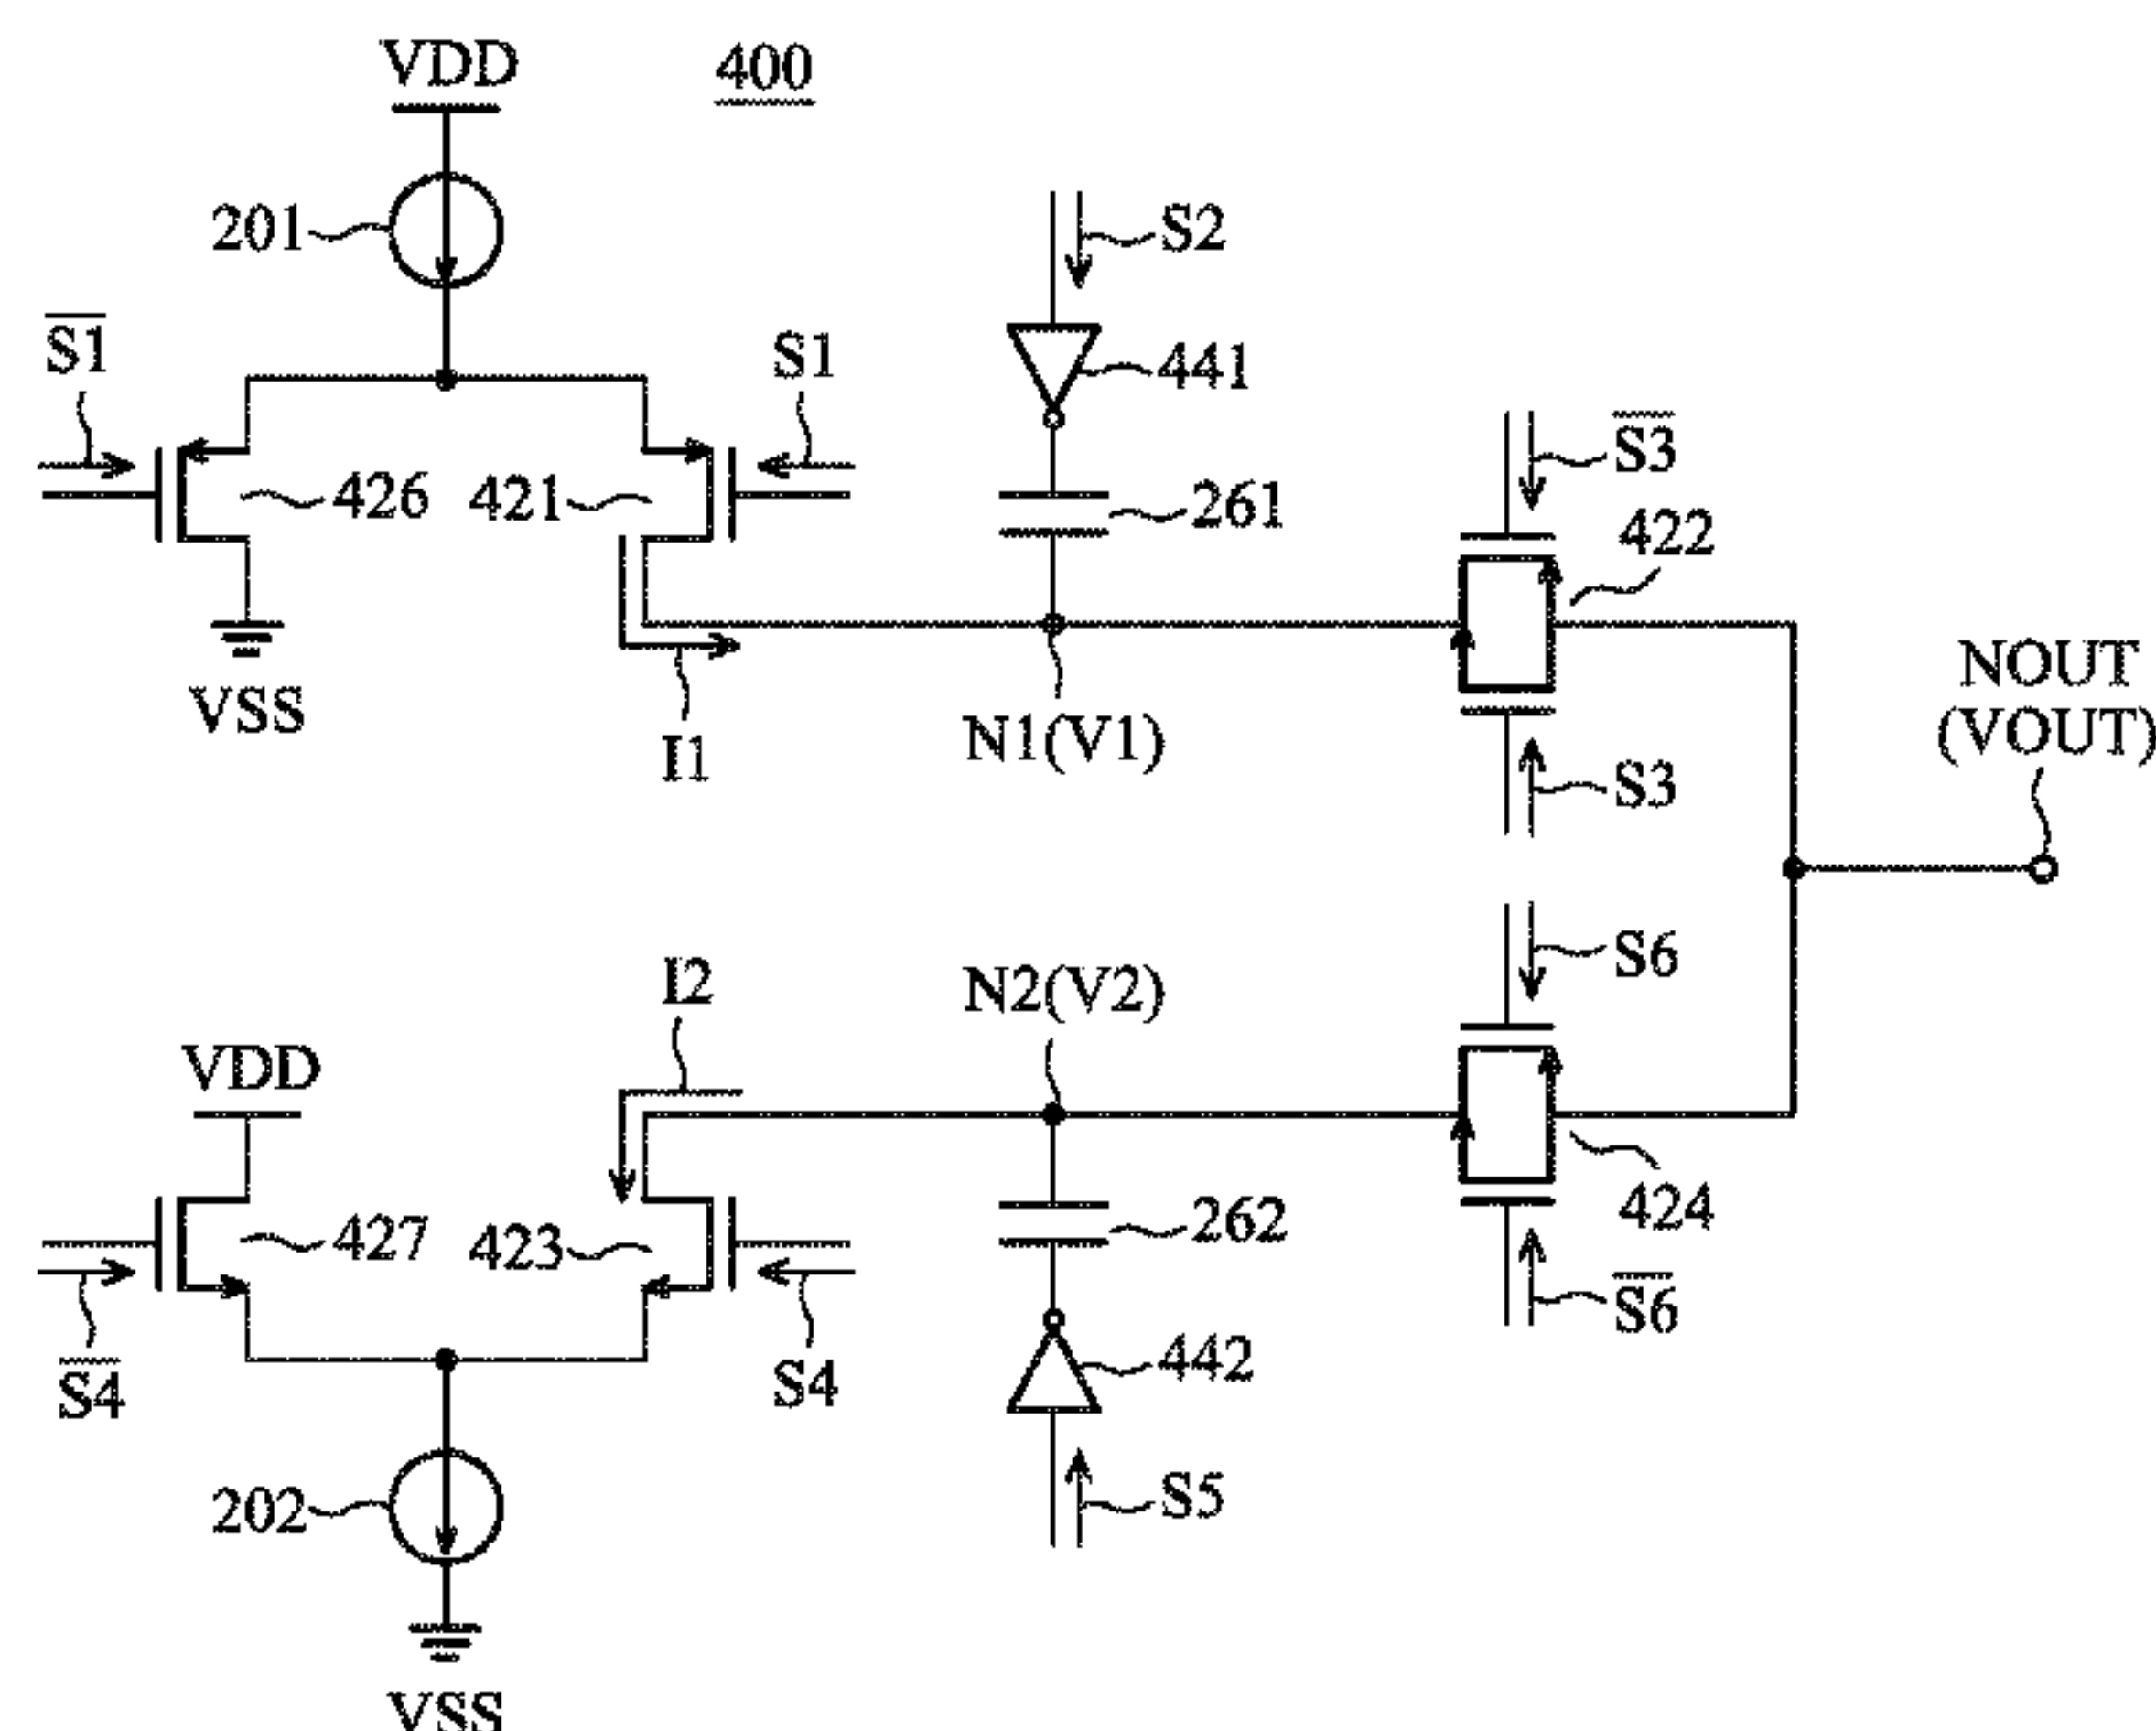 VDD
400
201
S2
S̅1̅
S1
441
S̅3̅
426
421
261
422
VSS
I1
N1(V1)
S3
NOUT
(VOUT)
S6
I2
N2(V2)
VDD
427
423
262
424
S̅6̅
S̅4̅
S4
442
202
S5
VSS